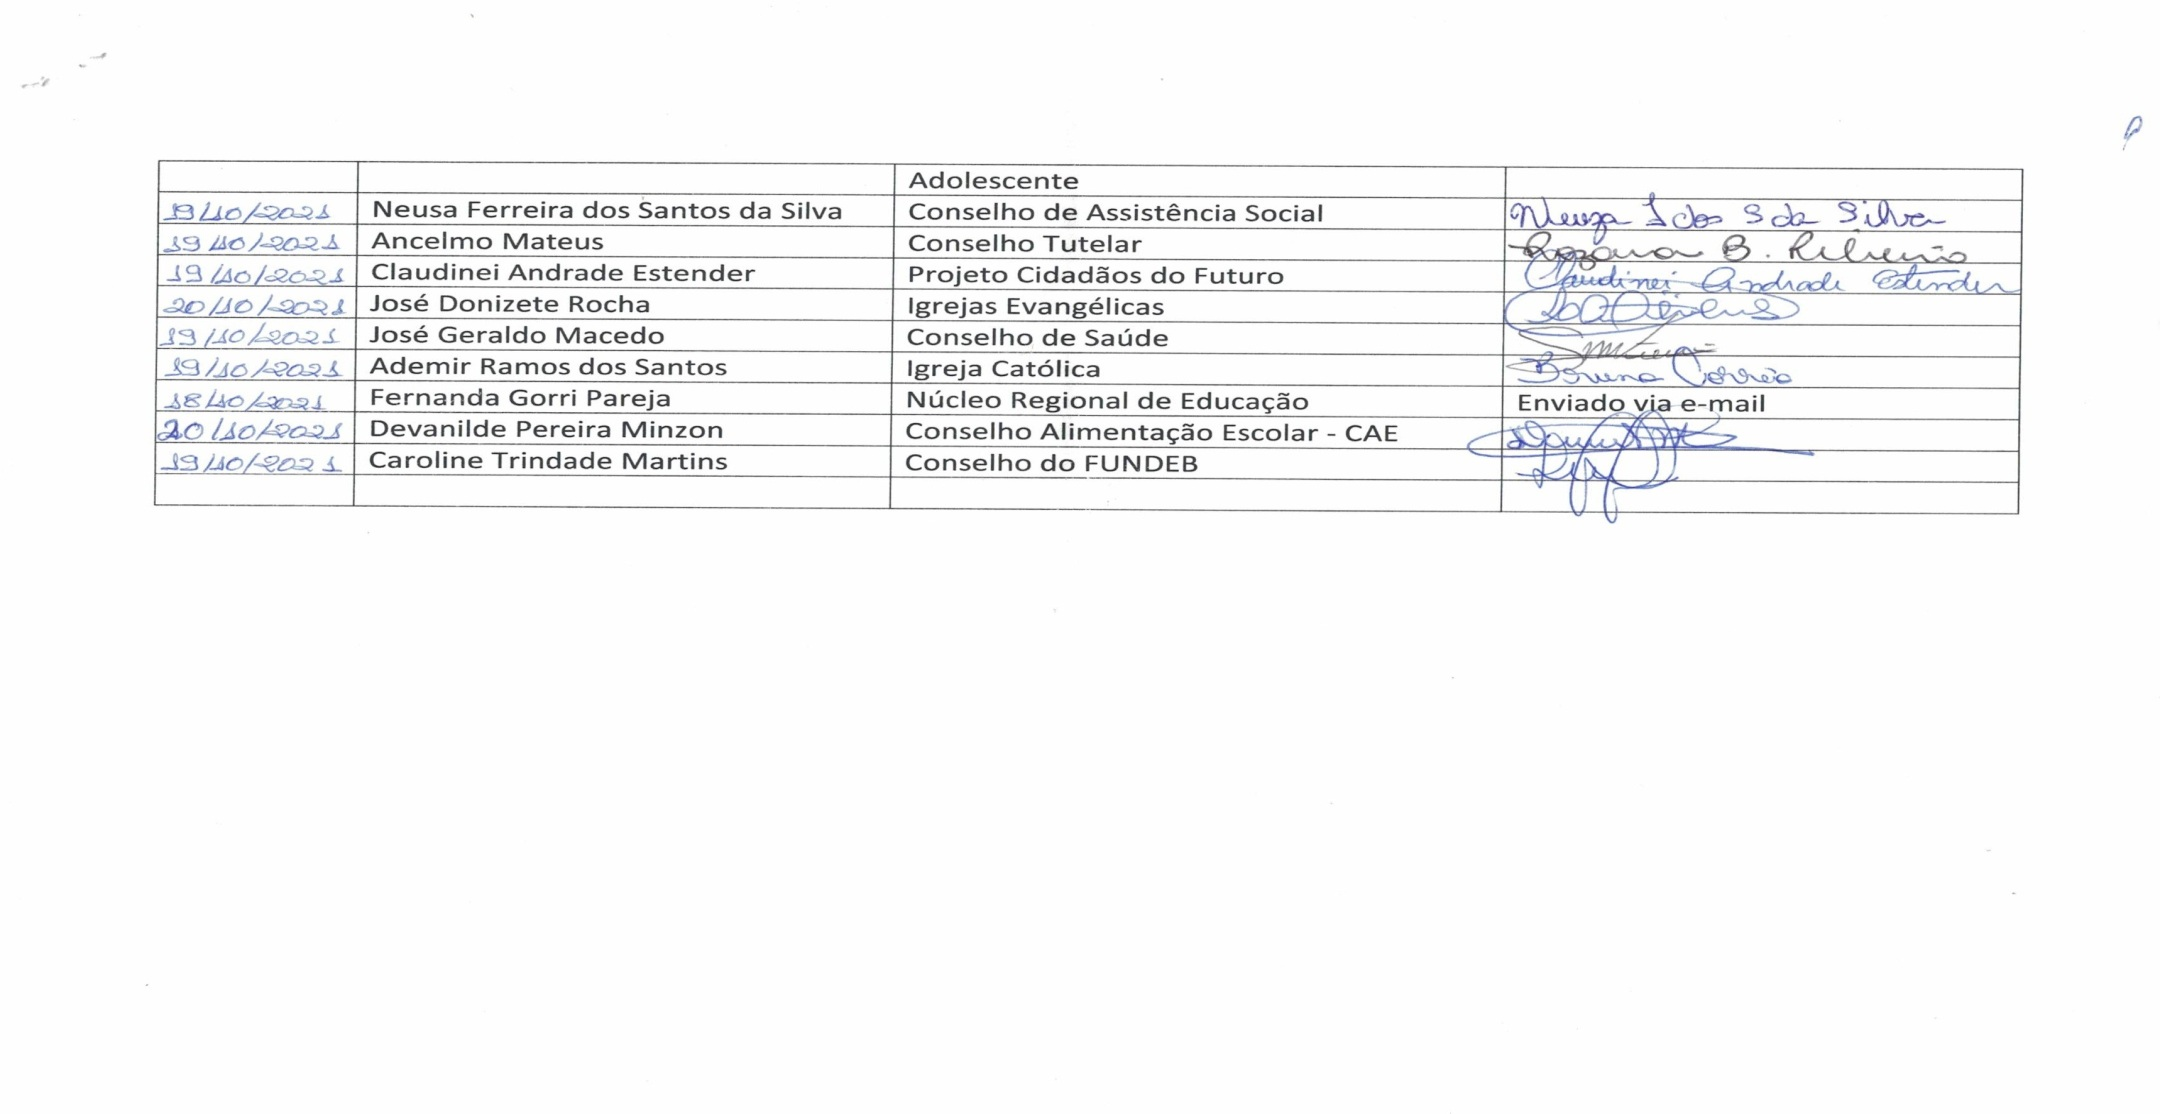 Adolescente
19/10/2021 Neusa Ferreira dos Santos da Silva Conselho de Assistência Social Neuza F dos S da Silva
19/10/2021 Ancelmo Mateus Conselho Tutelar Rozana B. Ribeiro
19/10/2021 Claudinei Andrade Estender Projeto Cidadãos do Futuro Claudinei Andrade Estender
20/10/2021 José Donizete Rocha Igrejas Evangélicas
19/10/2021 José Geraldo Macedo Conselho de Saúde
19/10/2021 Ademir Ramos dos Santos Igreja Católica Bruna Corrêa
18/10/2021 Fernanda Gorri Pareja Núcleo Regional de Educação Enviado via e-mail
20/10/2021 Devanilde Pereira Minzon Conselho Alimentação Escolar - CAE
19/10/2021 Caroline Trindade Martins Conselho do FUNDEB